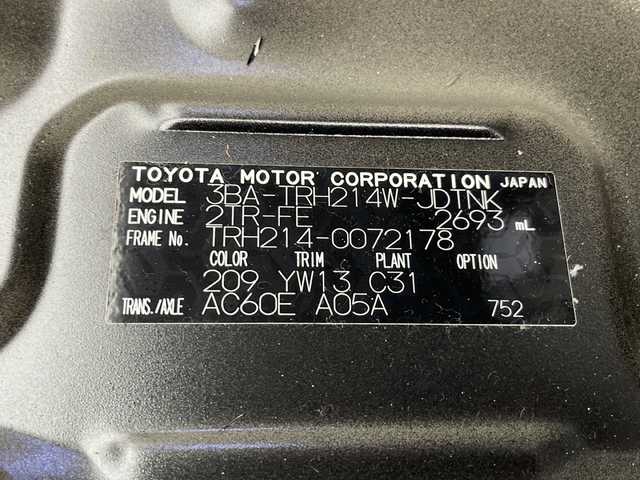 TOYOTA MOTOR CORPORATION JAPAN
MODEL 3BA-TRH214W-JDTNK
ENGINE 2TR-FE 2693 mL
FRAME No. TRH214-0072178
COLOR TRIM PLANT OPTION
209 YW13 C31
TRANS./AXLE AC60E A05A 752